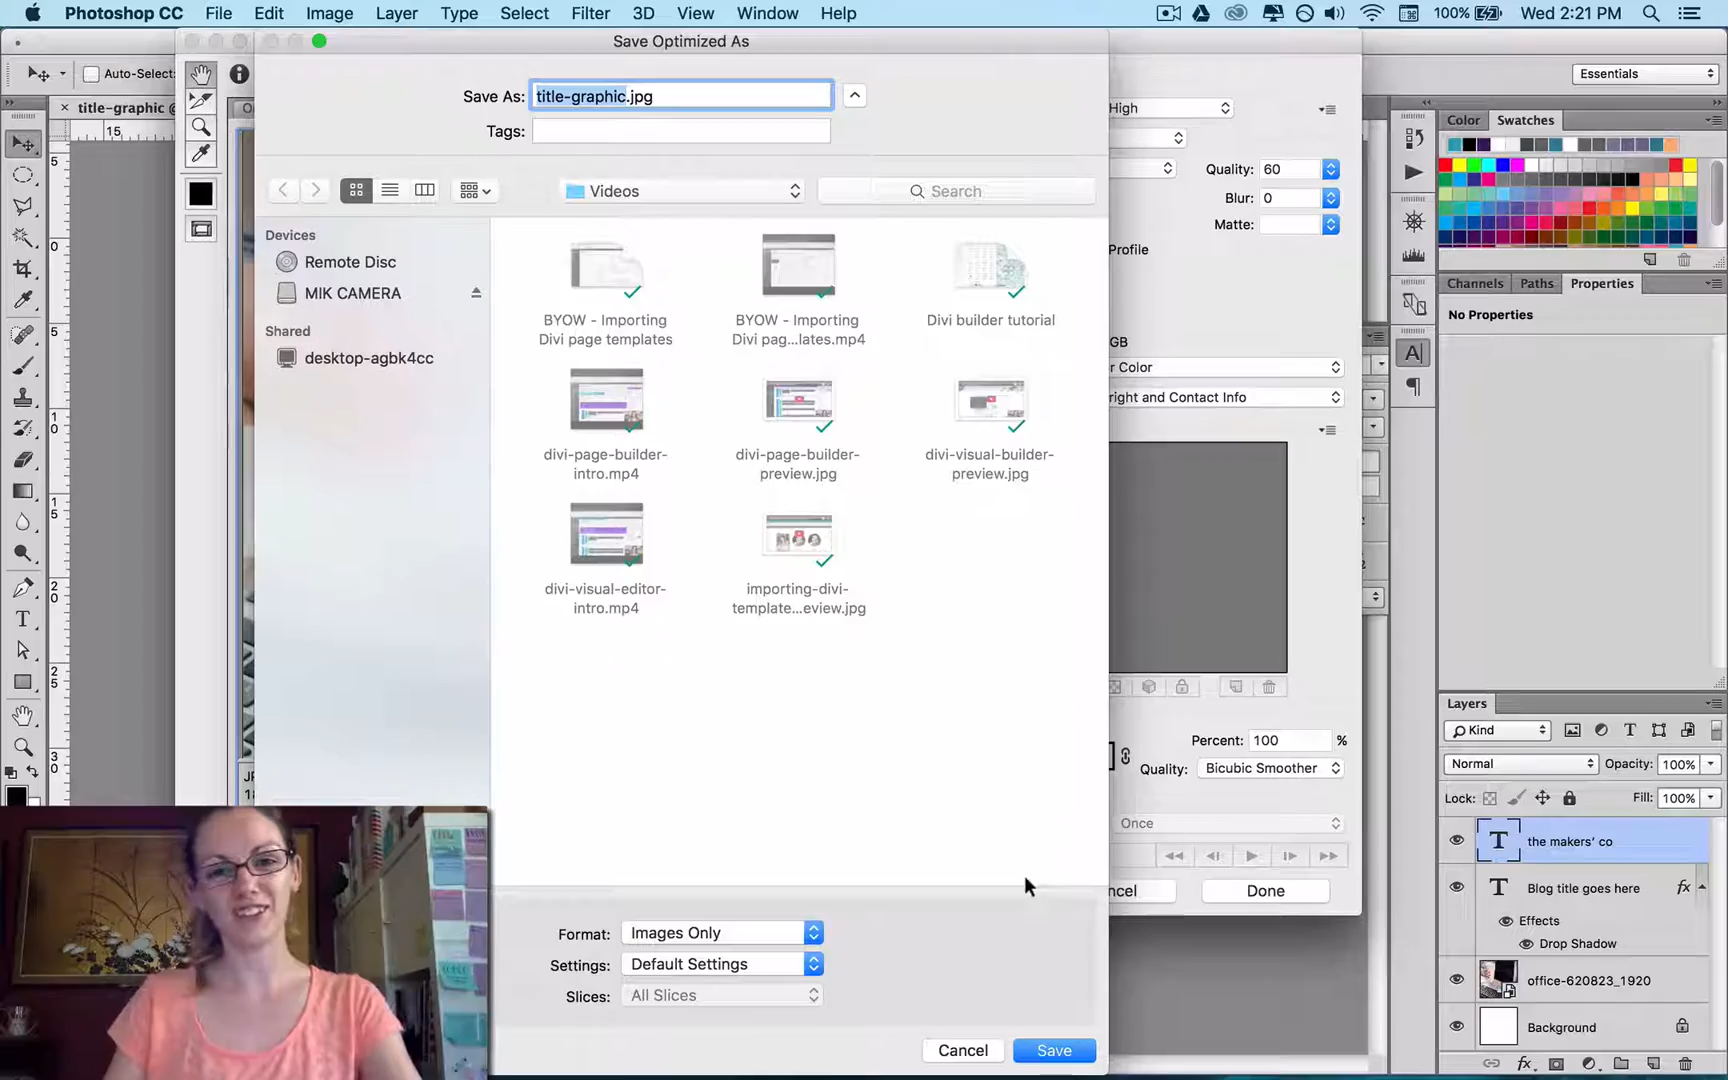 Photoshop CC File Edit Image Layer Type Select Filter 3D View Window Help 100% Wed 2:21 PM
Save Optimized As
Auto-Select: Essentials
Save As: title-graphic.jpg
title-graphic @
High
Color Swatches
15
Tags:
Quality: 60
Videos Search
Blur: 0
Matte:
Devices
Profile
Remote Disc
MIK CAMERA
Channels Paths Properties
No Properties
Shared
BYOW - Importing
Divi page templates
BYOW - Importing
Divi pag...lates.mp4
Divi builder tutorial
desktop-agbk4cc
GB
r Color
right and Contact Info
divi-page-builder-
intro.mp4
divi-page-builder-
preview.jpg
divi-visual-builder-
preview.jpg
divi-visual-editor-
intro.mp4
importing-divi-
template...eview.jpg
Layers
Kind
Percent: 100 %
Quality: Bicubic Smoother
Normal Opacity: 100%
Lock: Fill: 100%
Once
the makers' co
ncel Done
Blog title goes here fx
Effects
Drop Shadow
Format: Images Only
Settings: Default Settings
Slices: All Slices
office-620823_1920
Background
Cancel Save